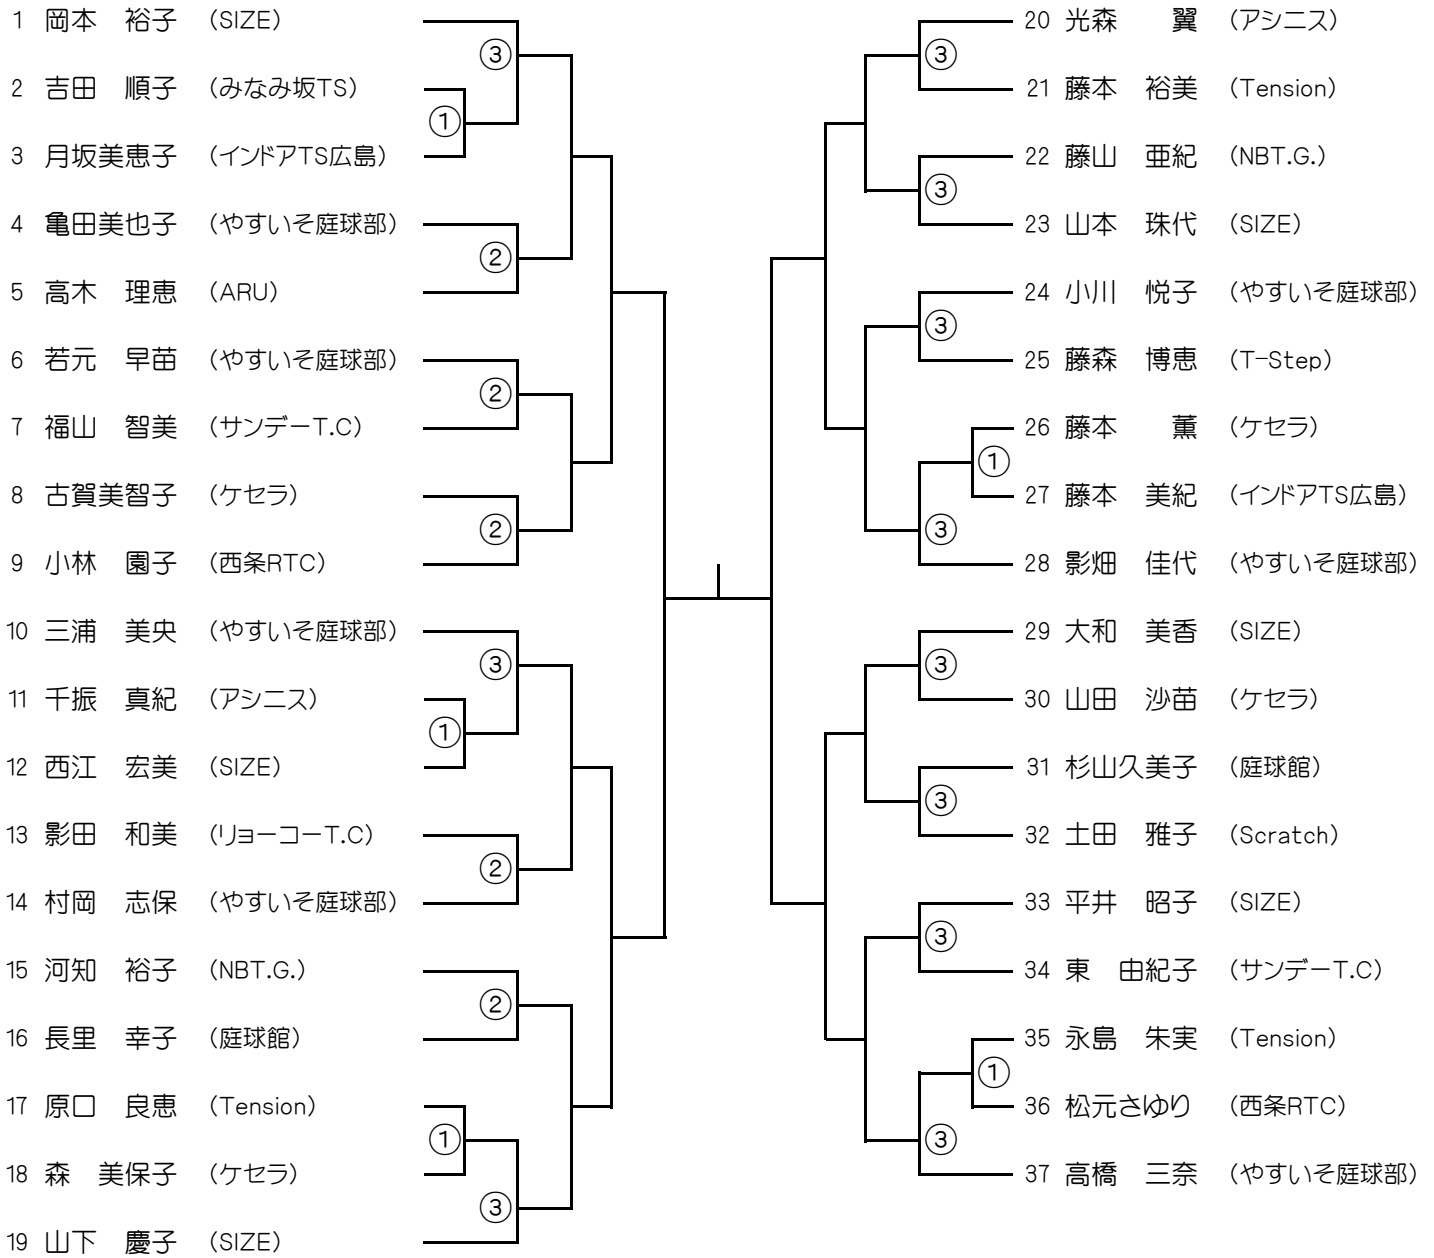 1 岡本 裕子 (SIZE)
③
2 吉田 順子 (みなみ坂TS)
①
3 月坂美恵子 (インドアTS広島)
4 亀田美也子 (やすいそ庭球部)
②
5 高木 理恵 (ARU)
6 若元 早苗 (やすいそ庭球部)
②
7 福山 智美 (サンデーT.C)
8 古賀美智子 (ケセラ)
②
9 小林 園子 (西条RTC)
10 三浦 美央 (やすいそ庭球部)
③
11 千振 真紀 (アシニス)
①
12 西江 宏美 (SIZE)
13 影田 和美 (リョーコーT.C)
②
14 村岡 志保 (やすいそ庭球部)
15 河知 裕子 (NBT.G.)
②
16 長里 幸子 (庭球館)
17 原口 良恵 (Tension)
①
18 森 美保子 (ケセラ)
③
19 山下 慶子 (SIZE)
20 光森 翼 (アシニス)
③
21 藤本 裕美 (Tension)
22 藤山 亜紀 (NBT.G.)
③
23 山本 珠代 (SIZE)
24 小川 悦子 (やすいそ庭球部)
③
25 藤森 博恵 (T-Step)
26 藤本 薫 (ケセラ)
①
27 藤本 美紀 (インドアTS広島)
③
28 影畑 佳代 (やすいそ庭球部)
29 大和 美香 (SIZE)
③
30 山田 沙苗 (ケセラ)
31 杉山久美子 (庭球館)
③
32 土田 雅子 (Scratch)
33 平井 昭子 (SIZE)
③
34 東 由紀子 (サンデーT.C)
35 永島 朱実 (Tension)
①
36 松元さゆり (西条RTC)
③
37 高橋 三奈 (やすいそ庭球部)